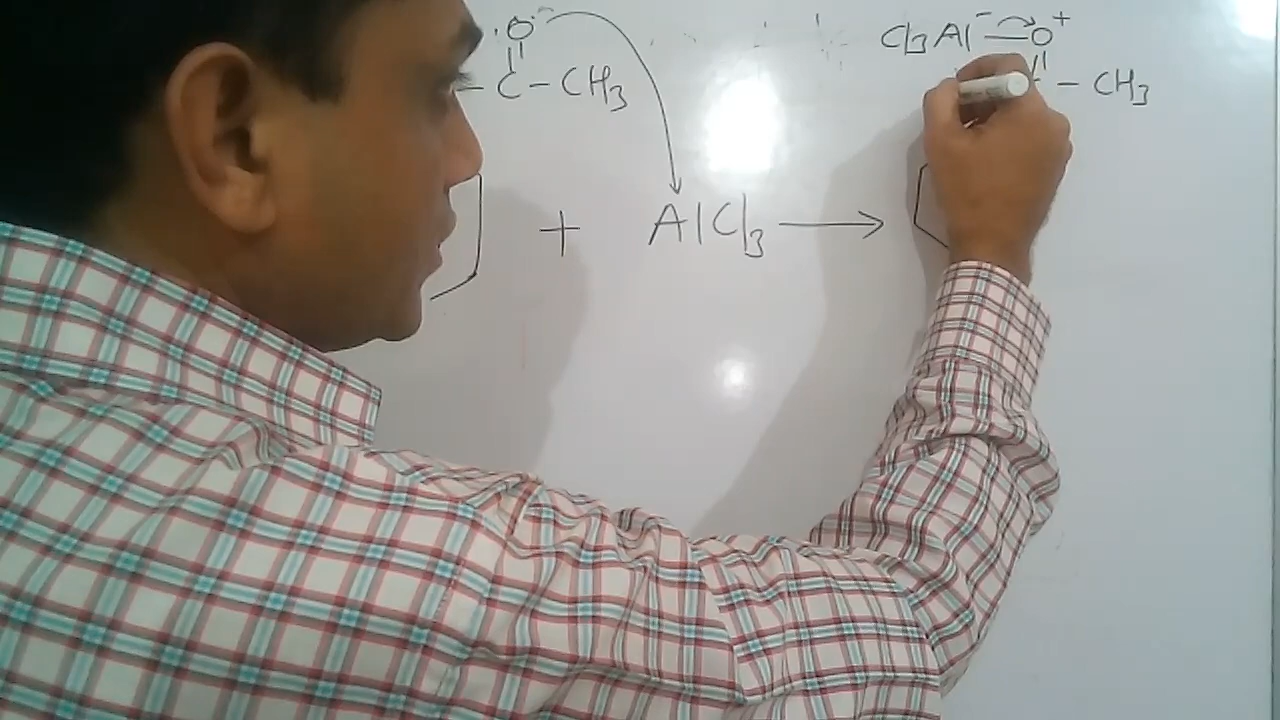 :O: Cl3Al⁻ — O⁺
‖ ‖
– C – CH3 – CH3
+ AlCl3 ⟶